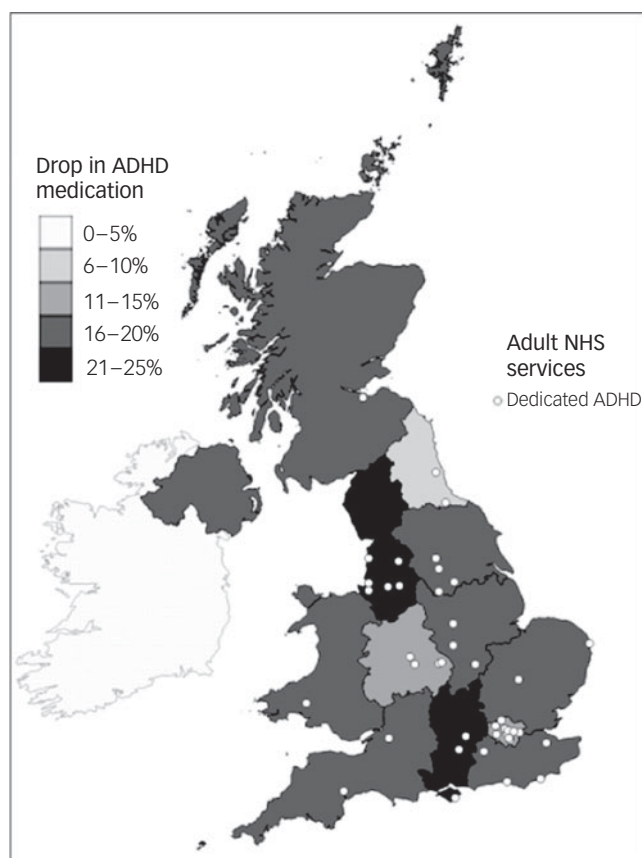 Drop in ADHD
medication
0–5%
6–10%
11–15%
16–20%
21–25%
Adult NHS
services
Dedicated ADHD